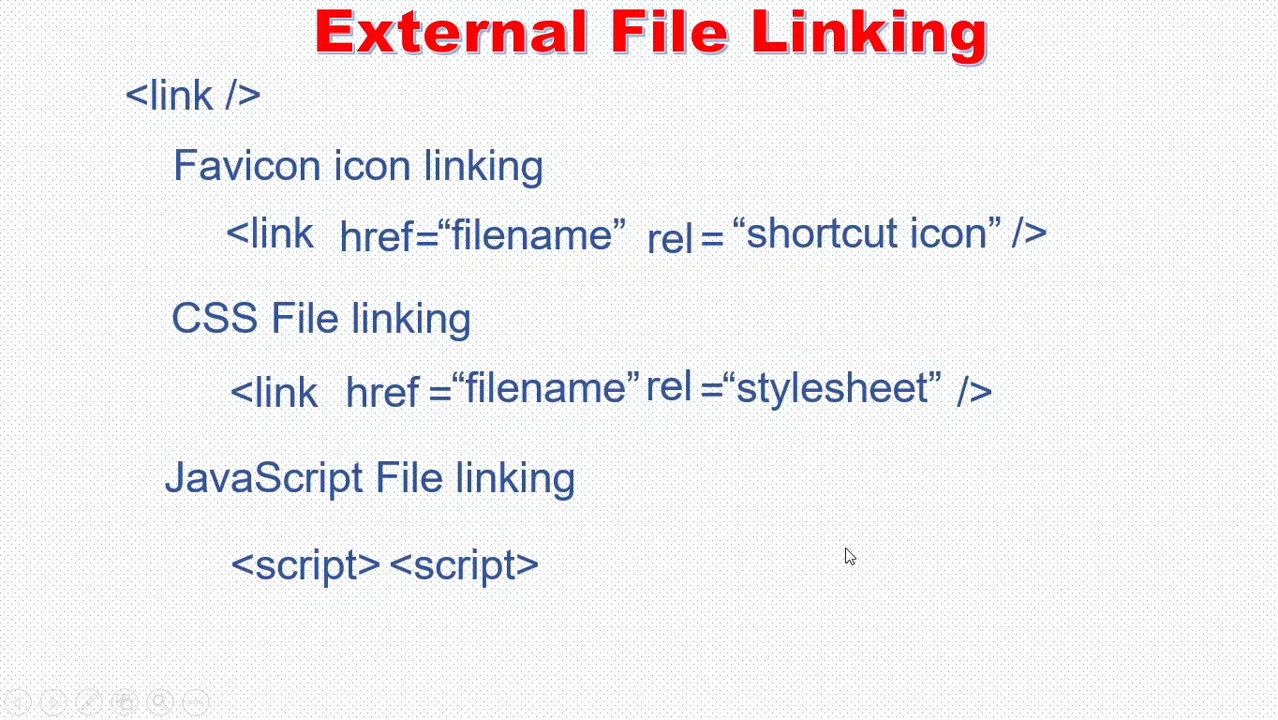 External File Linking
<link />
Favicon icon linking
<link href=“filename” rel = “shortcut icon” />
CSS File linking
<link href =“filename” rel =“stylesheet” />
JavaScript File linking
<script> <script>